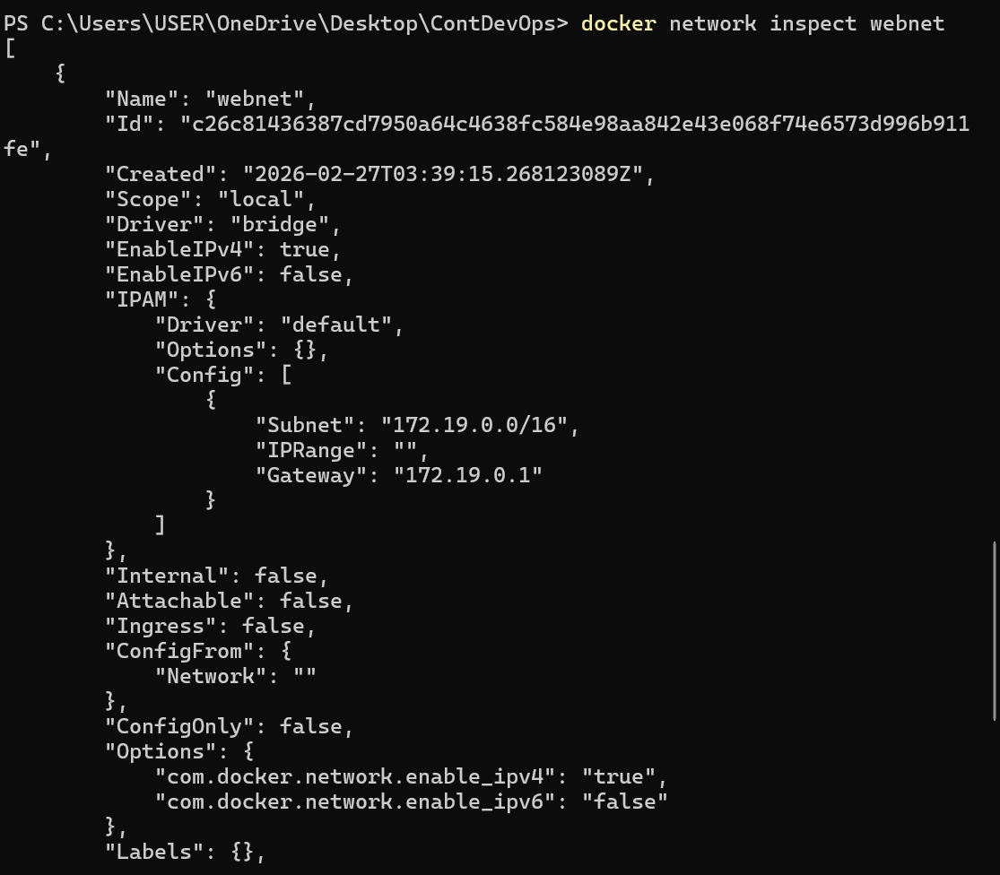 PS C:\Users\USER\OneDrive\Desktop\ContDevOps> docker network inspect webnet
[
    {
        "Name": "webnet",
        "Id": "c26c81436387cd7950a64c4638fc584e98aa842e43e068f74e6573d996b911
fe",
        "Created": "2026-02-27T03:39:15.268123089Z",
        "Scope": "local",
        "Driver": "bridge",
        "EnableIPv4": true,
        "EnableIPv6": false,
        "IPAM": {
            "Driver": "default",
            "Options": {},
            "Config": [
                {
                    "Subnet": "172.19.0.0/16",
                    "IPRange": "",
                    "Gateway": "172.19.0.1"
                }
            ]
        },
        "Internal": false,
        "Attachable": false,
        "Ingress": false,
        "ConfigFrom": {
            "Network": ""
        },
        "ConfigOnly": false,
        "Options": {
            "com.docker.network.enable_ipv4": "true",
            "com.docker.network.enable_ipv6": "false"
        },
        "Labels": {},